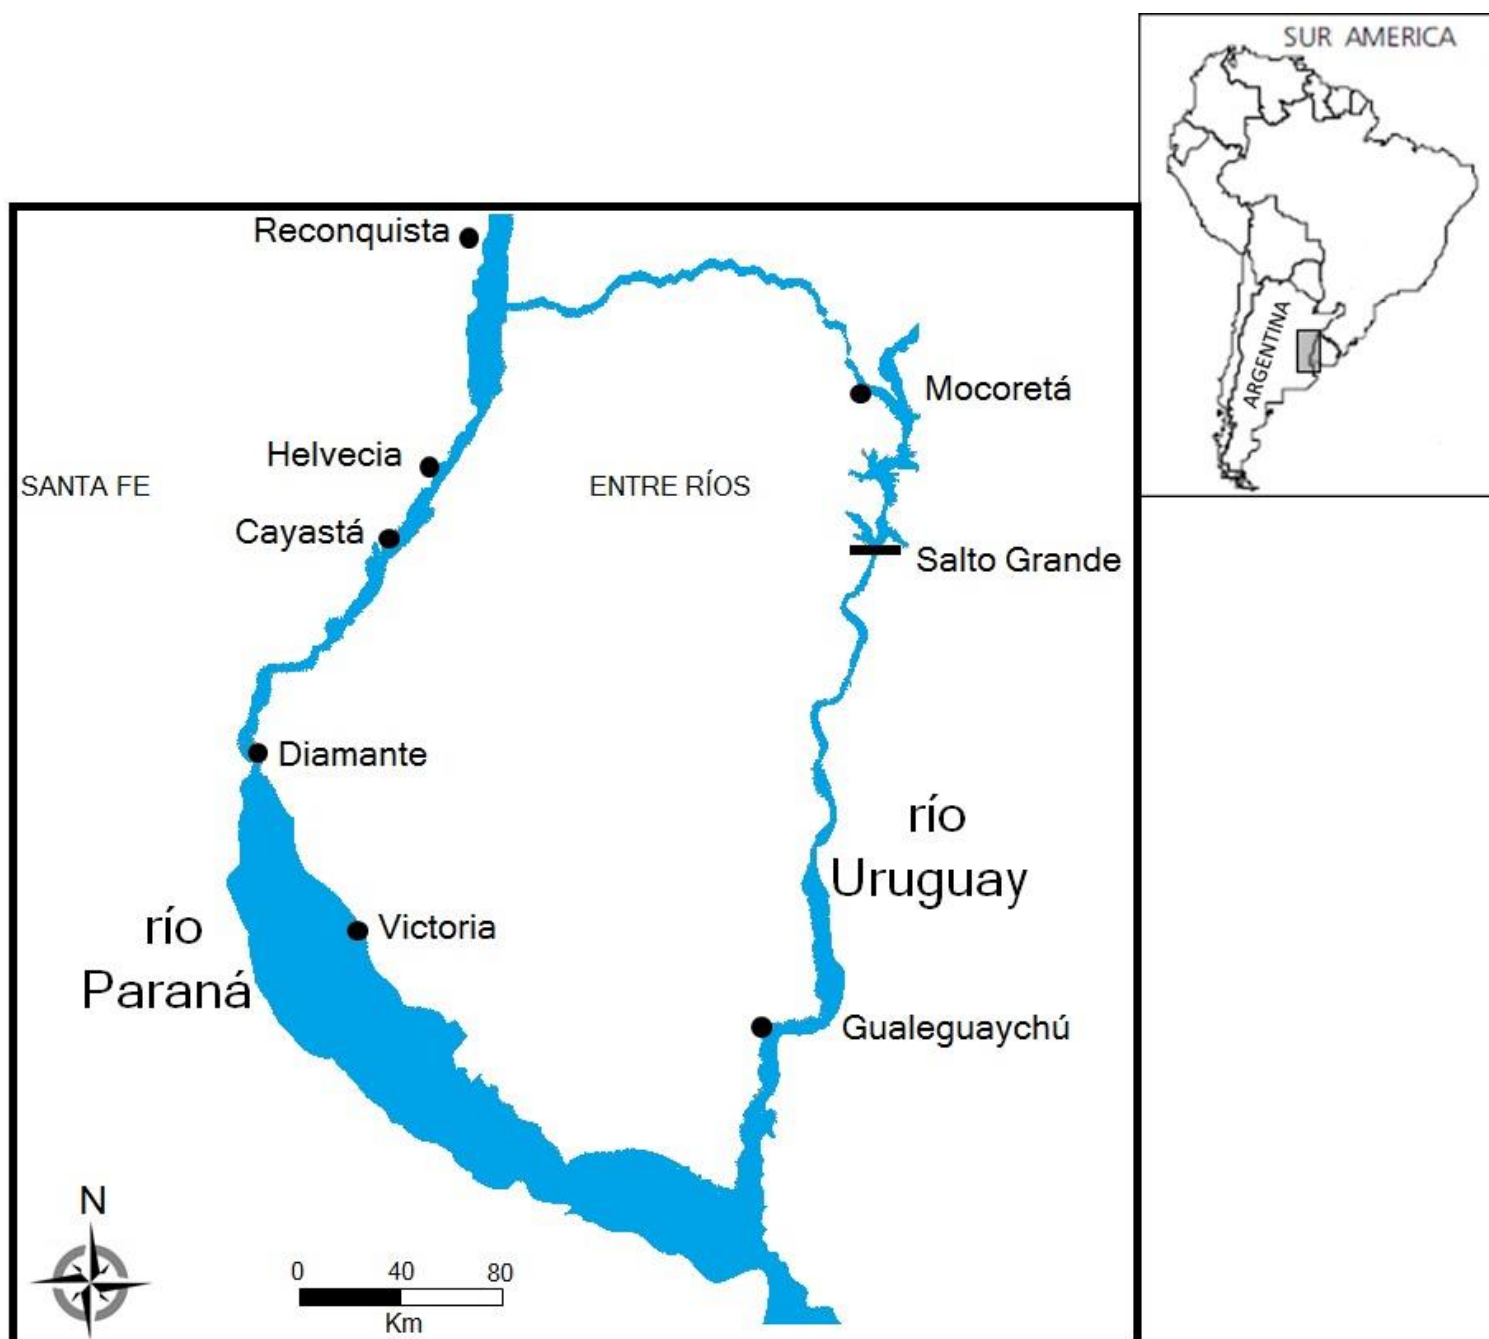 SUR AMERICA
ARGENTINA
Reconquista
Mocoretá
Helvecia
SANTA FE
ENTRE RÍOS
Cayastá
Salto Grande
Diamante
río
Uruguay
río
Paraná
Victoria
Gualeguaychú
N
0 40 80
Km